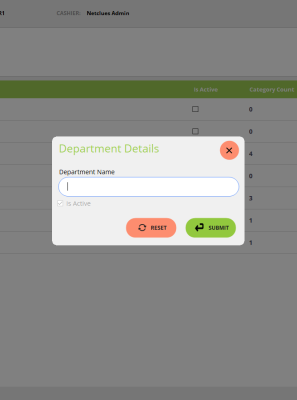 CASHIER: Netclues Admin
Is Active Category Count
0
0
Department Details
4
Department Name
0
3
Is Active
1
RESET SUBMIT
1